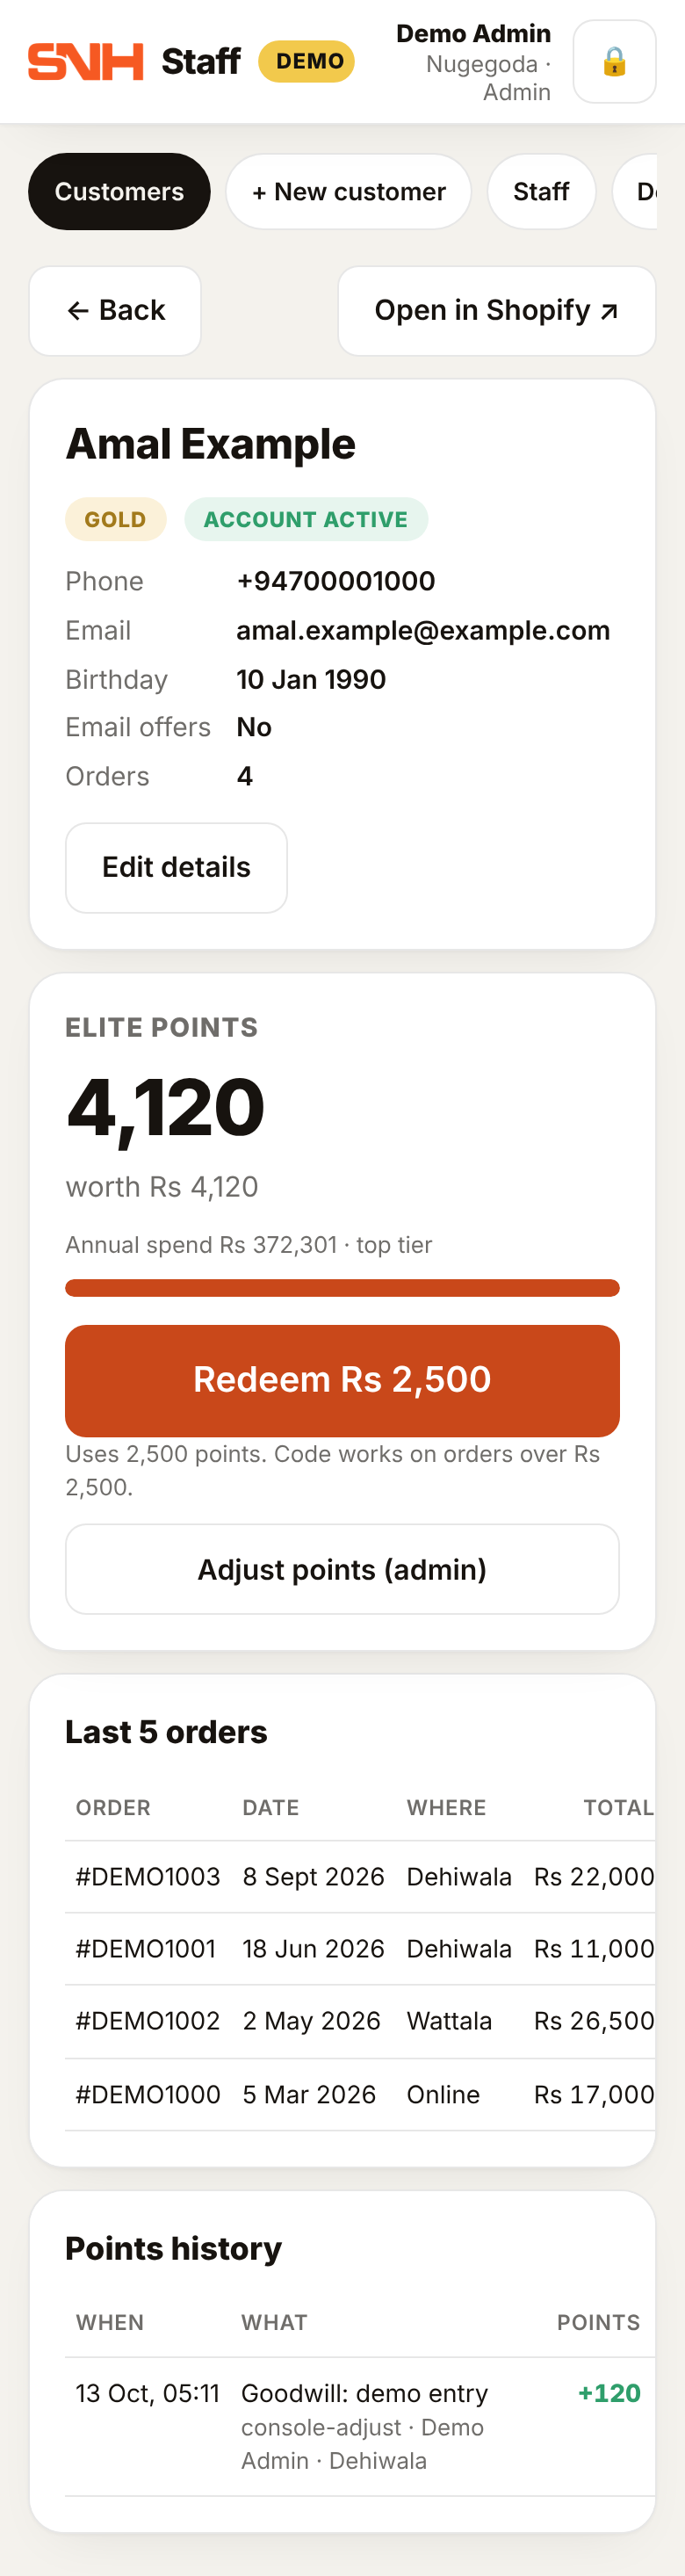 SNH Staff DEMO
Demo Admin
Nugegoda ·
Admin
Customers
+ New customer
Staff
← Back
Open in Shopify ↗
Amal Example
GOLD
ACCOUNT ACTIVE
Phone +94700001000
Email amal.example@example.com
Birthday 10 Jan 1990
Email offers No
Orders 4
Edit details
ELITE POINTS
4,120
worth Rs 4,120
Annual spend Rs 372,301 · top tier
Redeem Rs 2,500
Uses 2,500 points. Code works on orders over Rs
2,500.
Adjust points (admin)
Last 5 orders
ORDER DATE WHERE TOTAL
#DEMO1003 8 Sept 2026 Dehiwala Rs 22,000
#DEMO1001 18 Jun 2026 Dehiwala Rs 11,000
#DEMO1002 2 May 2026 Wattala Rs 26,500
#DEMO1000 5 Mar 2026 Online Rs 17,000
Points history
WHEN WHAT POINTS
13 Oct, 05:11 Goodwill: demo entry +120
console-adjust · Demo
Admin · Dehiwala